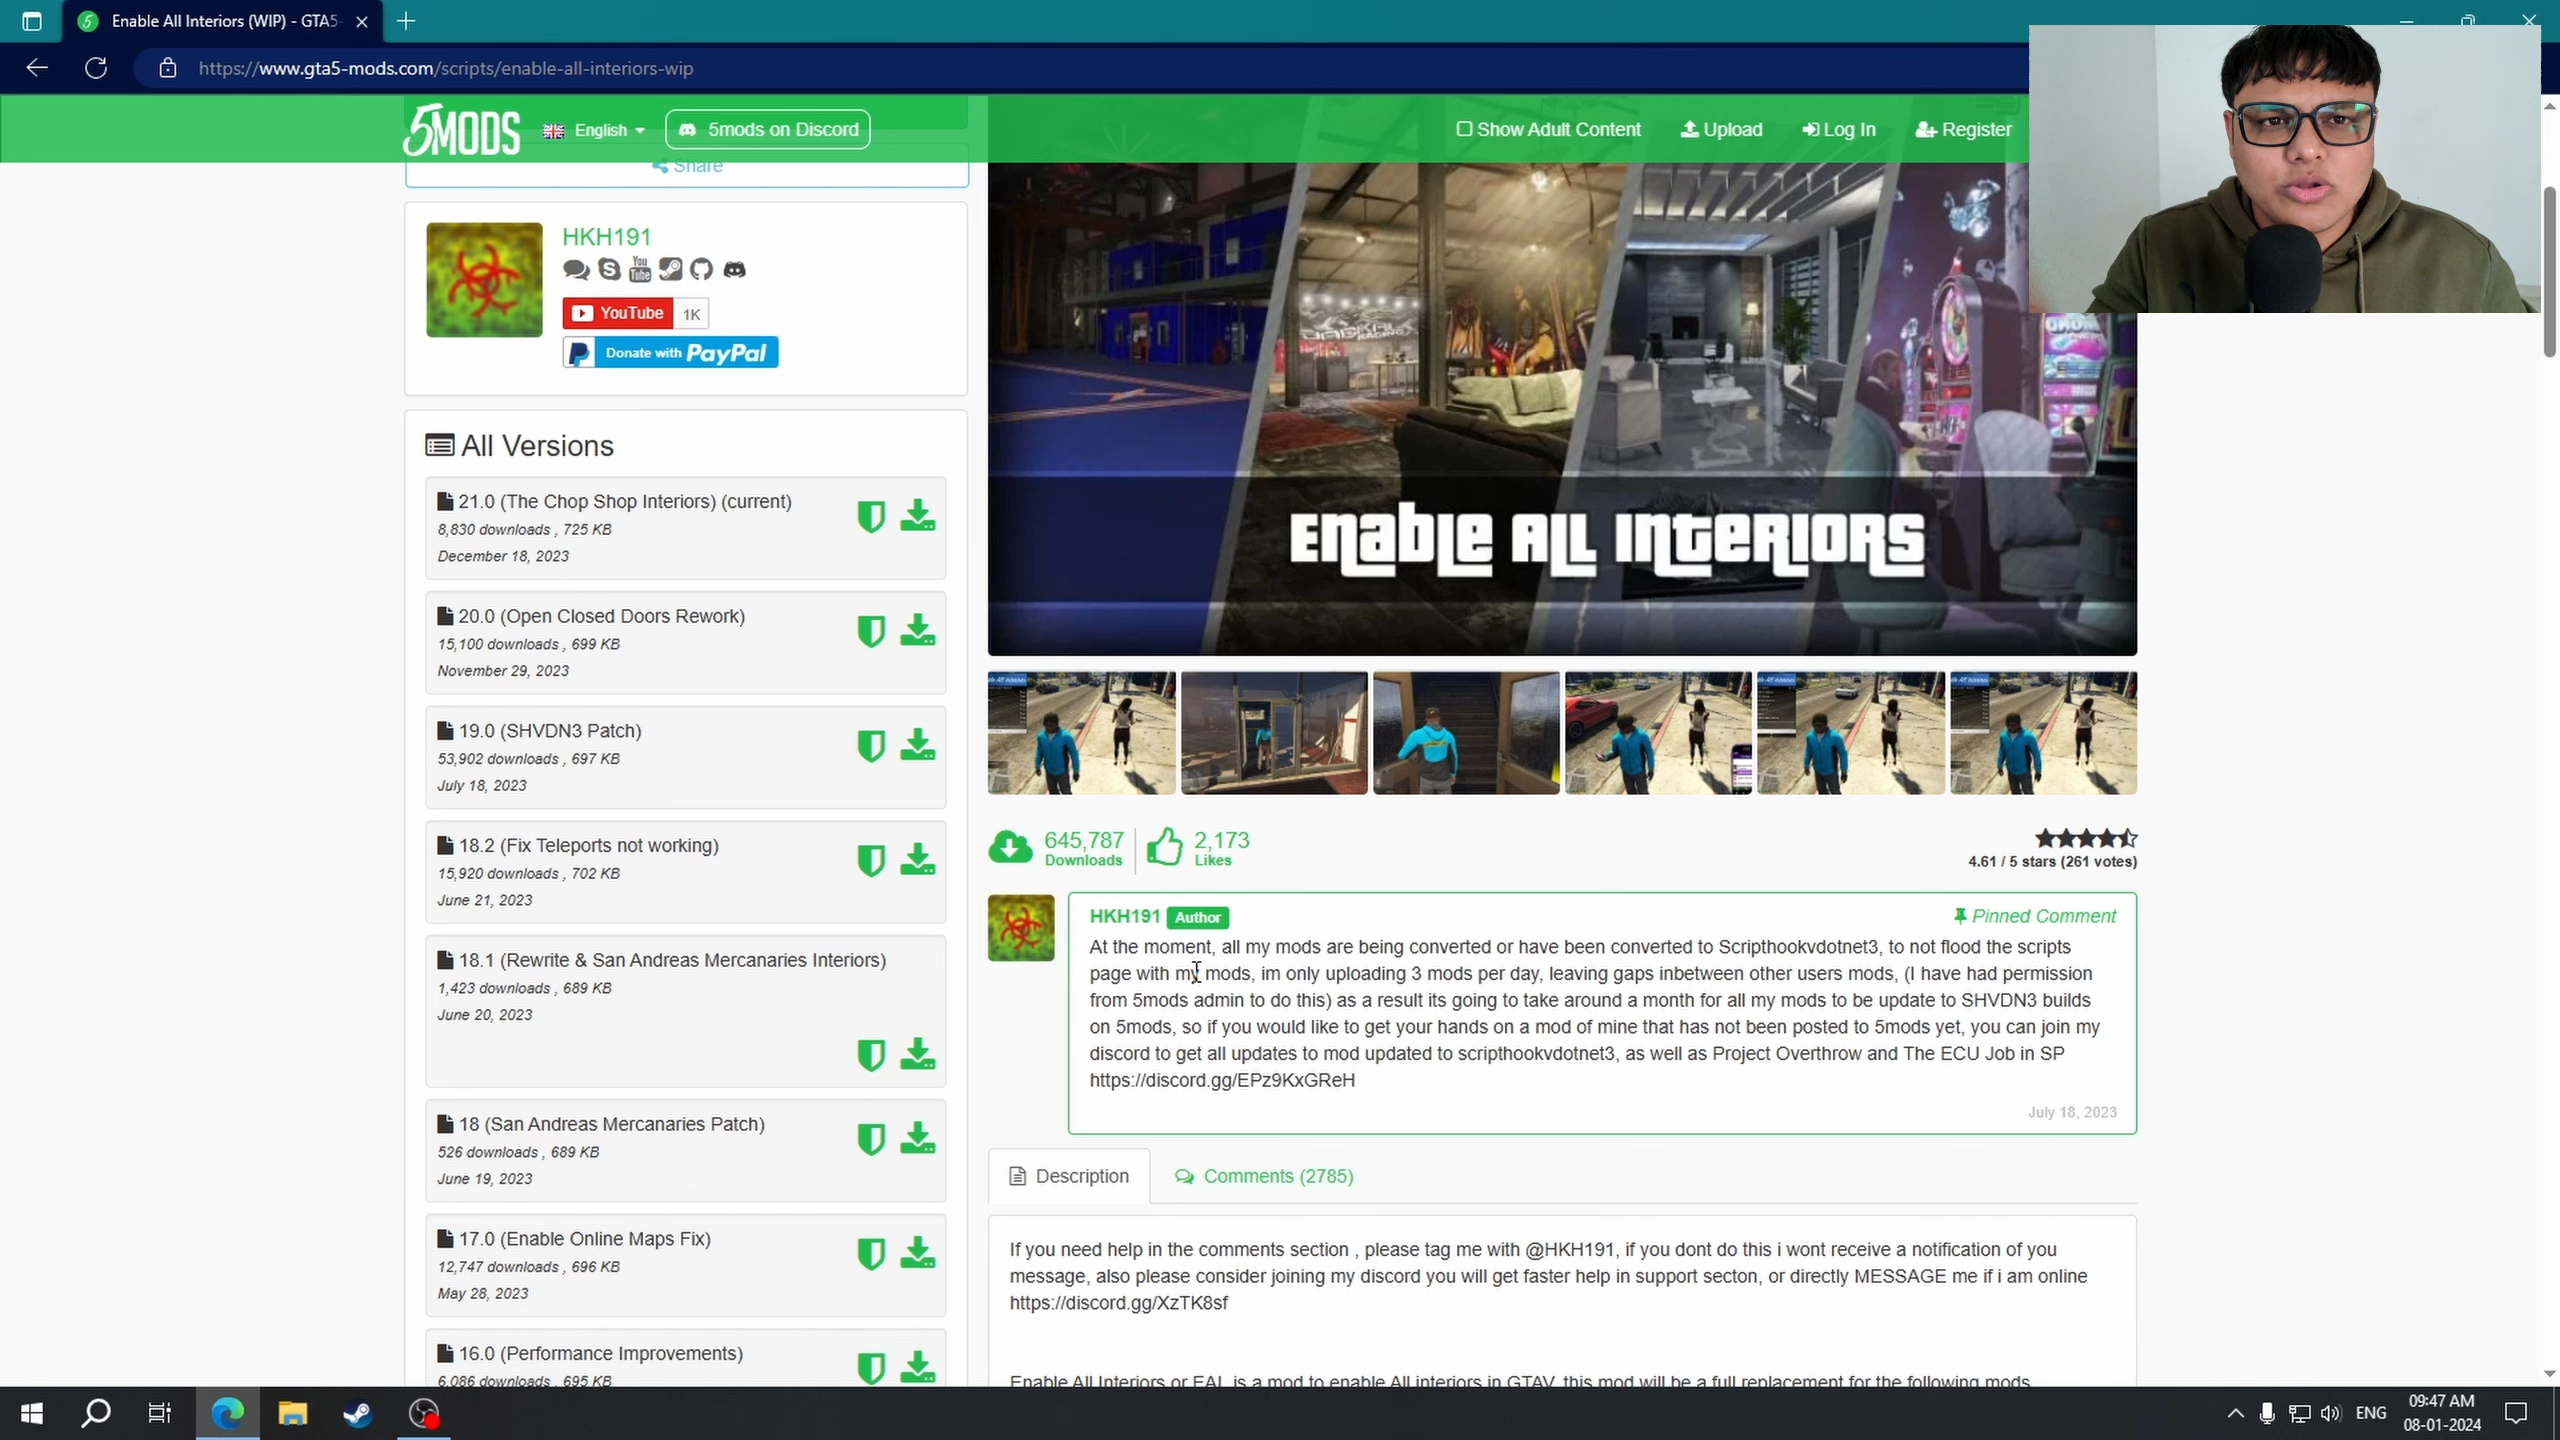 Enable All Interiors (WIP) - GTA5-
https://www.gta5-mods.com/scripts/enable-all-interiors-wip
5MODS
English
5mods on Discord
Show Adult Content
Upload
Log In
Register
Share
HKH191
You Tube
YouTube 1K
Donate with PayPal
All Versions
21.0 (The Chop Shop Interiors) (current)
8,830 downloads , 725 KB
December 18, 2023
20.0 (Open Closed Doors Rework)
15,100 downloads , 699 KB
November 29, 2023
19.0 (SHVDN3 Patch)
53,902 downloads , 697 KB
July 18, 2023
18.2 (Fix Teleports not working)
15,920 downloads , 702 KB
June 21, 2023
18.1 (Rewrite & San Andreas Mercanaries Interiors)
1,423 downloads , 689 KB
June 20, 2023
18 (San Andreas Mercanaries Patch)
526 downloads , 689 KB
June 19, 2023
17.0 (Enable Online Maps Fix)
12,747 downloads , 696 KB
May 28, 2023
16.0 (Performance Improvements)
6,086 downloads , 695 KB
Enable All Interiors
645,787
Downloads
2,173
Likes
4.61 / 5 stars (261 votes)
HKH191 Author
Pinned Comment
At the moment, all my mods are being converted or have been converted to Scripthookvdotnet3, to not flood the scripts
page with my mods, im only uploading 3 mods per day, leaving gaps inbetween other users mods, (I have had permission
from 5mods admin to do this) as a result its going to take around a month for all my mods to be update to SHVDN3 builds
on 5mods, so if you would like to get your hands on a mod of mine that has not been posted to 5mods yet, you can join my
discord to get all updates to mod updated to scripthookvdotnet3, as well as Project Overthrow and The ECU Job in SP
https://discord.gg/EPz9KxGReH
July 18, 2023
Description
Comments (2785)
If you need help in the comments section , please tag me with @HKH191, if you dont do this i wont receive a notification of you
message, also please consider joining my discord you will get faster help in support secton, or directly MESSAGE me if i am online
https://discord.gg/XzTK8sf
Enable All Interiors or EAI, is a mod to enable All interiors in GTAV, this mod will be a full replacement for the following mods
ENG
09:47 AM
08-01-2024